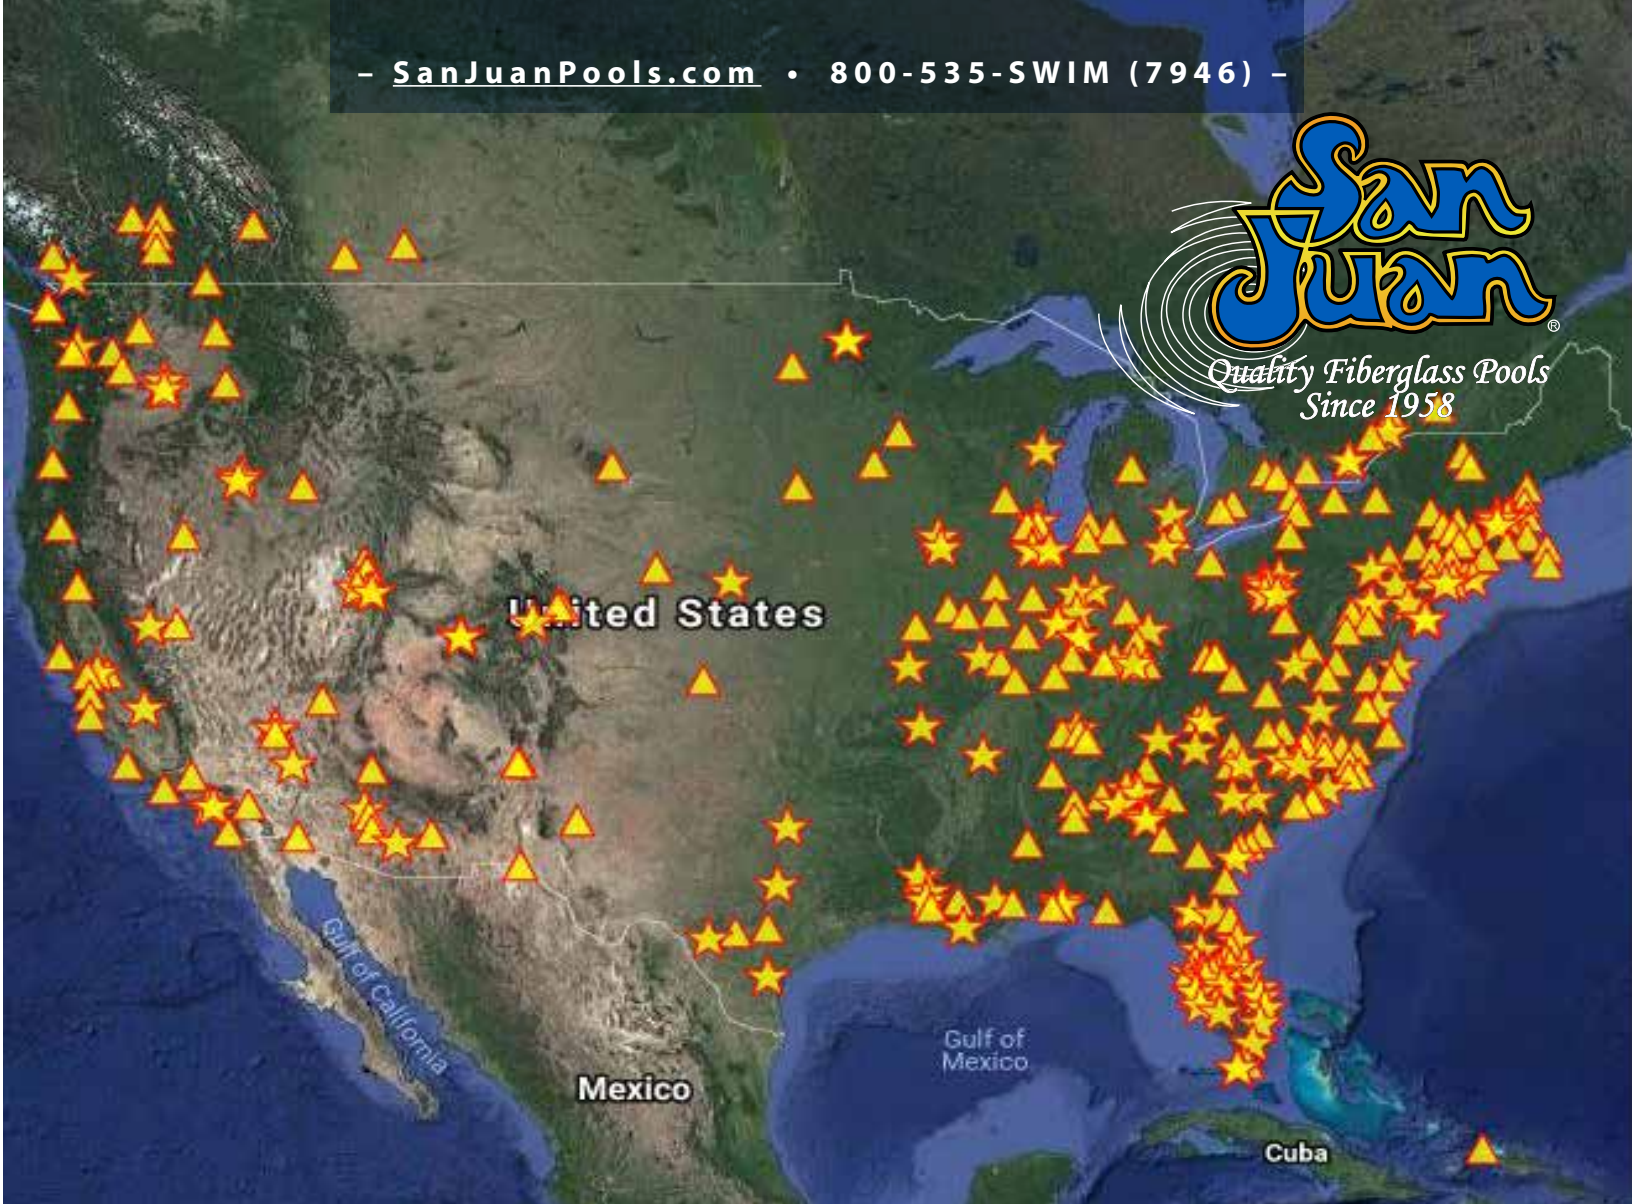 – SanJuanPools.com • 800-535-SWIM (7946) –
San
Juan
®
Quality Fiberglass Pools
Since 1958
United States
Gulf of California
Gulf of
Mexico
Mexico
Cuba